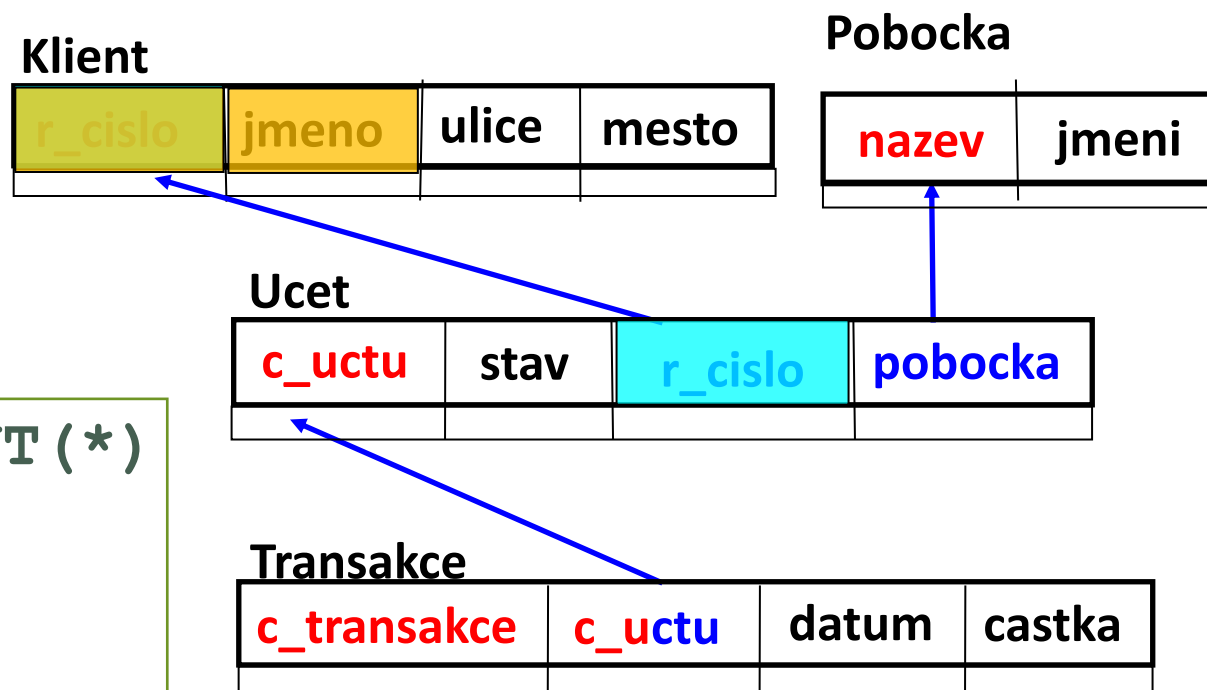 Klient
r_cislo jmeno ulice mesto
Pobocka
nazev jmeni
Ucet
c_uctu stav r_cislo pobocka
T(*)
Transakce
c_transakce c_uctu datum castka